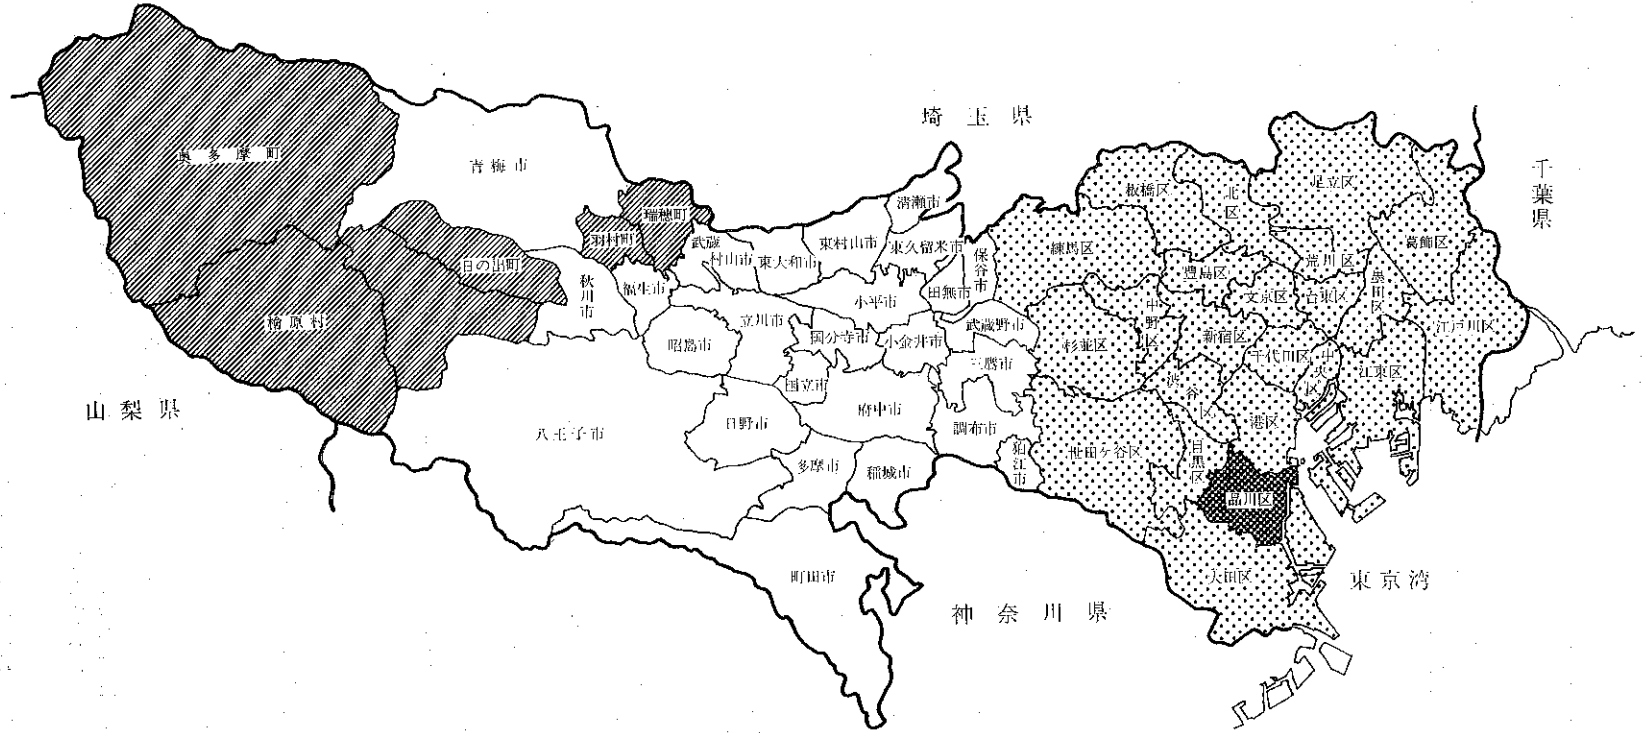 埼玉県
千葉県
奥多摩町
青梅市
清瀬市
板橋区
北区
足立区
瑞穂町
羽村町
武蔵
村山市
東大和市
東村山市
東久留米市
保谷市
練馬区
荒川区
葛飾区
日の出町
秋川市
福生市
小平市
田無市
豊島区
文京区
台東区
墨田区
檜原村
昭島市
立川市
国分寺市
小金井市
武蔵野市
杉並区
中野区
新宿区
千代田区
中央区
江東区
江戸川区
三鷹市
国立市
渋谷区
山梨県
八王子市
日野市
府中市
調布市
港区
多摩市
稲城市
狛江市
世田ケ谷区
目黒区
品川区
町田市
大田区
東京湾
神奈川県